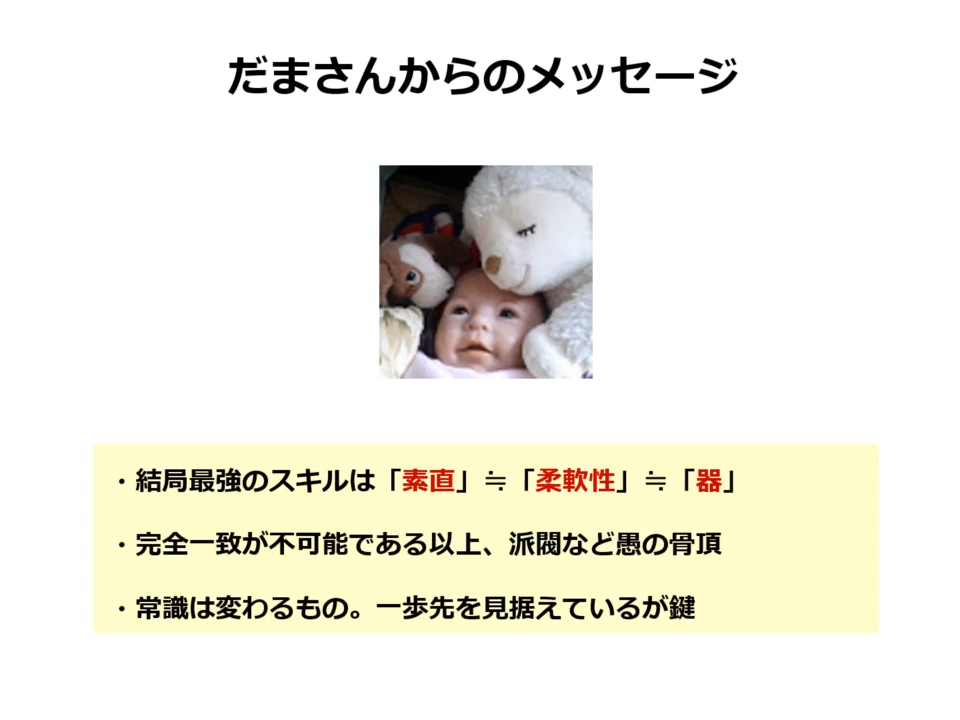 だまさんからのメッセージ
・結局最強のスキルは「素直」≒「柔軟性」≒「器」
・完全一致が不可能である以上、派閥など愚の骨頂
・常識は変わるもの。一歩先を見据えているが鍵